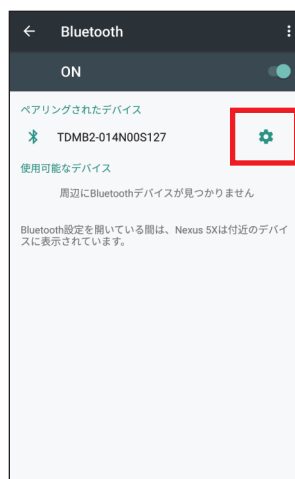 Bluetooth
ON
ペアリングされたデバイス
TDMB2-014N00S127
使用可能なデバイス
周辺にBluetoothデバイスが見つかりません
Bluetooth設定を開いている間は、Nexus 5Xは付近のデバイ
スに表示されています。